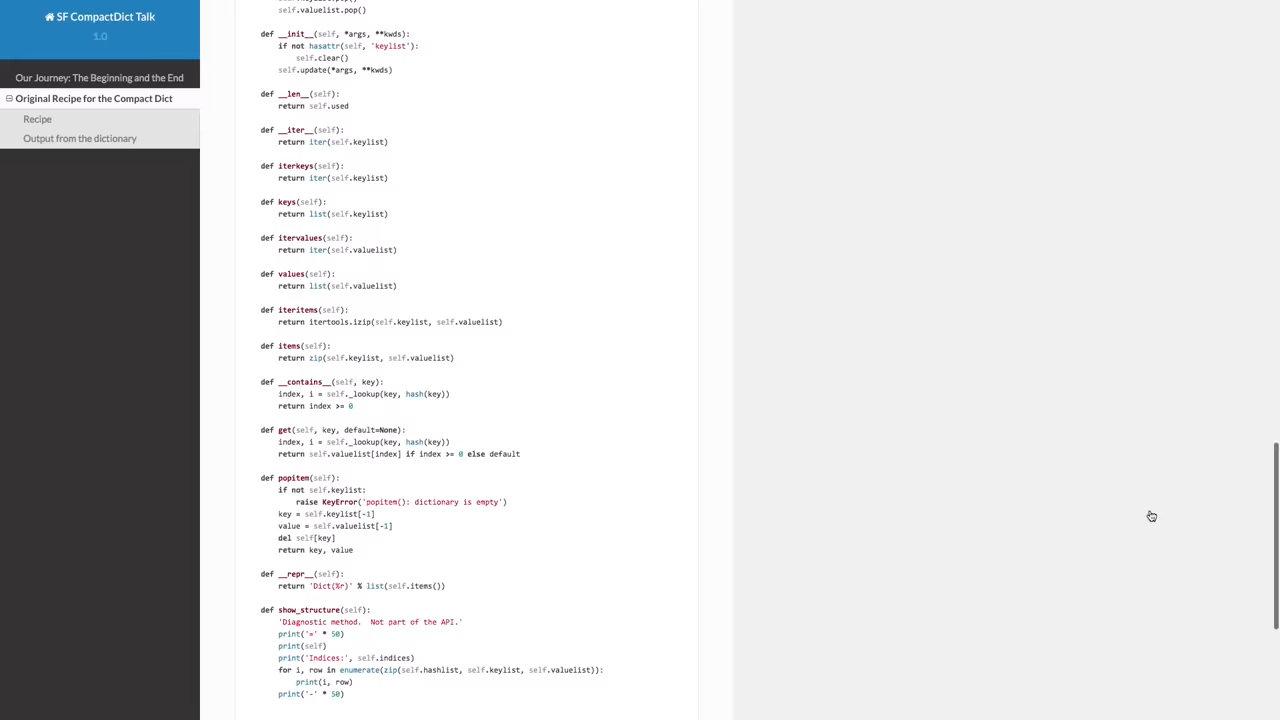 SF CompactDict Talk
1.0
Our Journey: The Beginning and the End
Original Recipe for the Compact Dict
Recipe
Output from the dictionary
self.valuelist.pop()
def __init__(self, *args, **kwds):
if not hasattr(self, 'keylist'):
self.clear()
self.update(*args, **kwds)
def __len__(self):
return self.used
def __iter__(self):
return iter(self.keylist)
def iterkeys(self):
return iter(self.keylist)
def keys(self):
return list(self.keylist)
def itervalues(self):
return iter(self.valuelist)
def values(self):
return list(self.valuelist)
def iteritems(self):
return itertools.izip(self.keylist, self.valuelist)
def items(self):
return zip(self.keylist, self.valuelist)
def __contains__(self, key):
index, i = self._lookup(key, hash(key))
return index >= 0
def get(self, key, default=None):
index, i = self._lookup(key, hash(key))
return self.valuelist[index] if index >= 0 else default
def popitem(self):
if not self.keylist:
raise KeyError('popitem(): dictionary is empty')
key = self.keylist[-1]
value = self.valuelist[-1]
del self[key]
return key, value
def __repr__(self):
return 'Dict(%r)' % list(self.items())
def show_structure(self):
'Diagnostic method.  Not part of the API.'
print('=' * 50)
print(self)
print('Indices:', self.indices)
for i, row in enumerate(zip(self.hashlist, self.keylist, self.valuelist)):
print(i, row)
print('-' * 50)